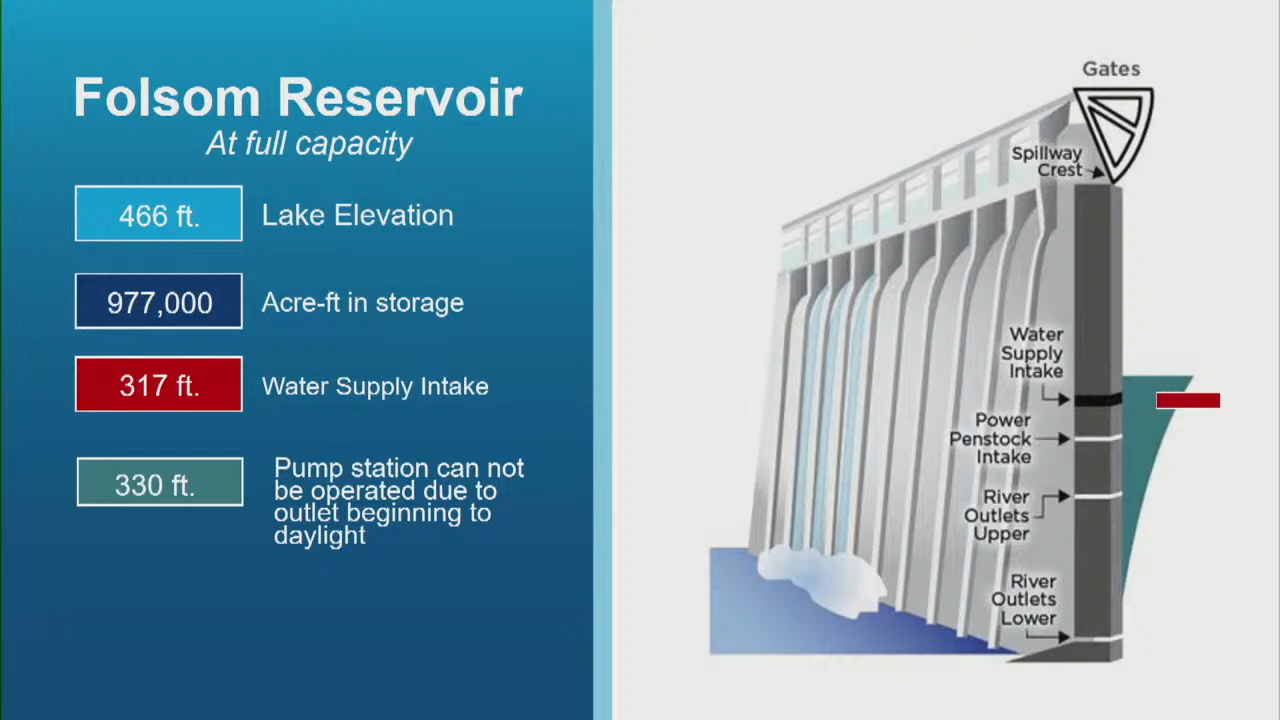 Folsom Reservoir
At full capacity
466 ft.
Lake Elevation
977,000
Acre-ft in storage
317 ft.
Water Supply Intake
330 ft.
Pump station can not
be operated due to
outlet beginning to
daylight
Gates
Spillway
Crest
Water
Supply
Intake
Power
Penstock
Intake
River
Outlets
Upper
River
Outlets
Lower